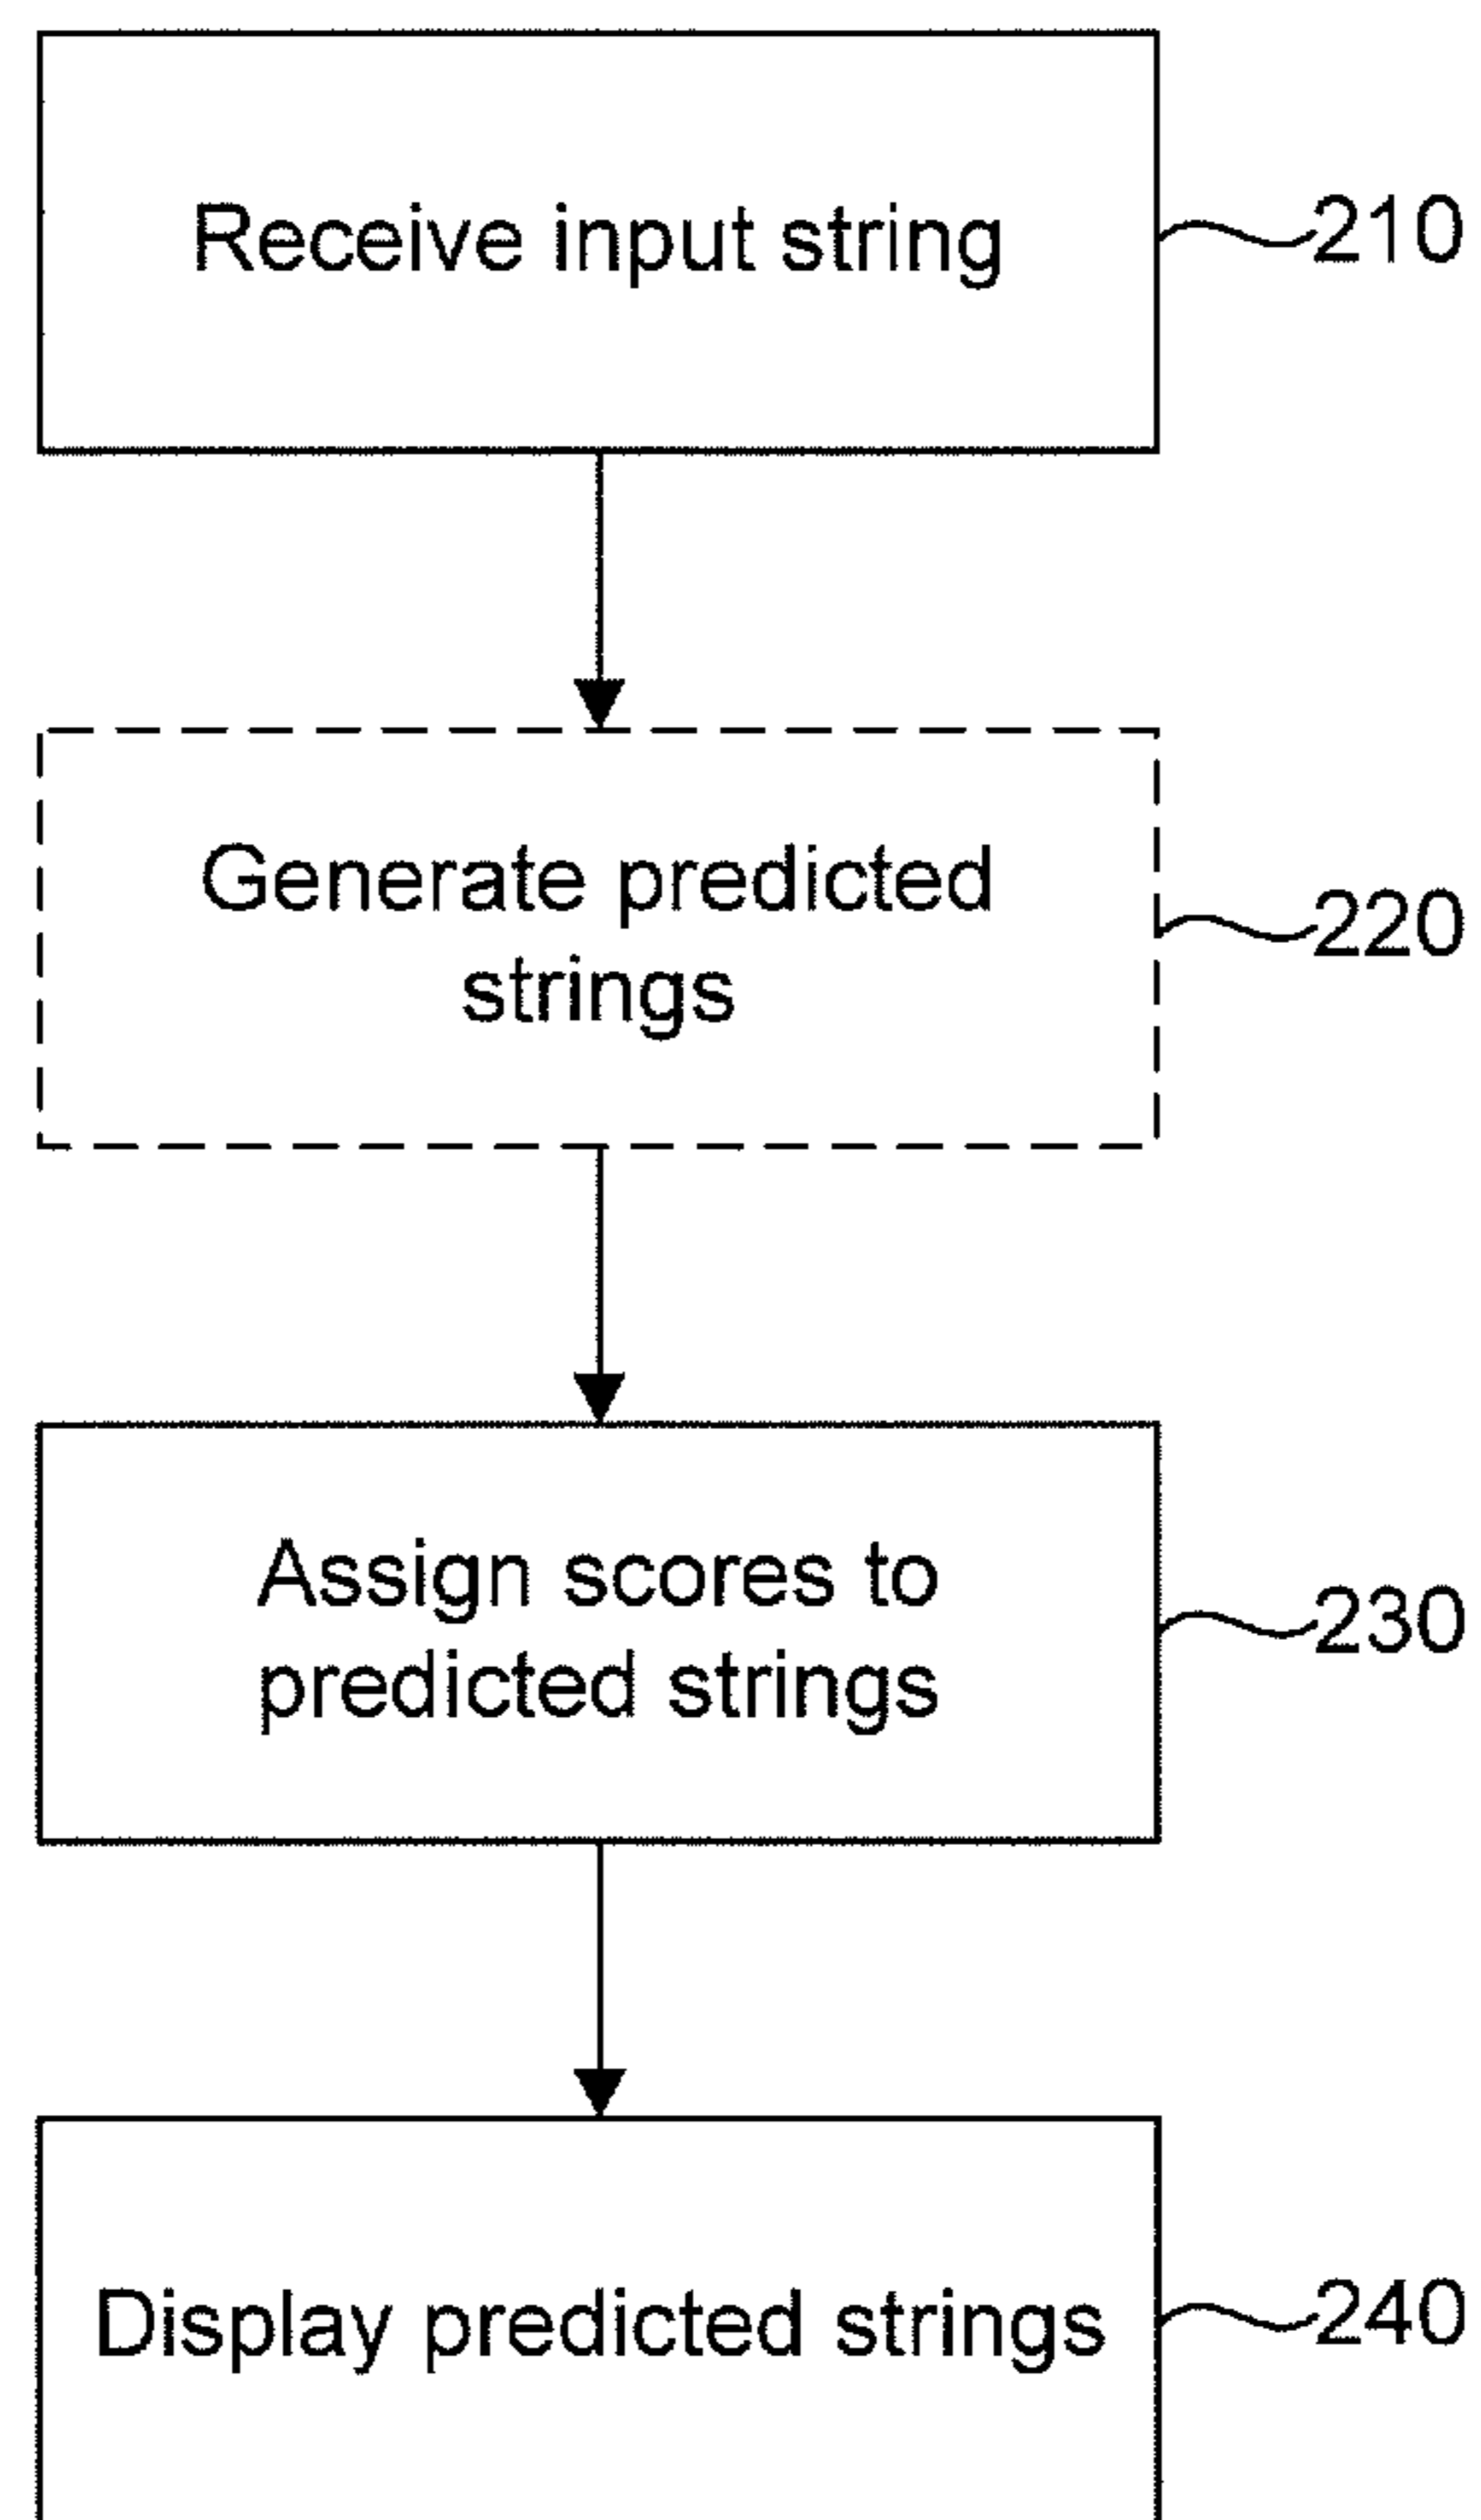 Receive input string
210
Generate predicted
strings
220
Assign scores to
predicted strings
230
Display predicted strings
240